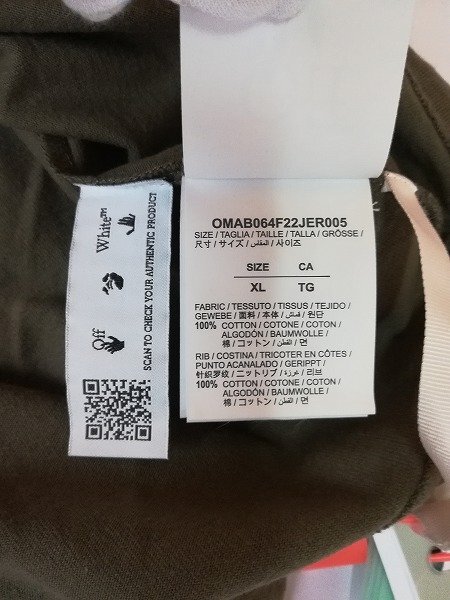 OMAB064F22JER005
SIZE / TAGLIA / TAILLE / TALLA / GRÖSSE /
尺寸 / サイズ / المقاس / 사이즈
SIZE CA
XL TG
FABRIC / TESSUTO / TISSUS / TEJIDO /
GEWEBE / 面料 / 本体 / قماش / 원단
100% COTTON / COTONE / COTON /
ALGODON / BAUMWOLLE /
棉 / コットン / القطن / 면
RIB / COSTINA / TRICOTER EN CÔTES /
PUNTO ACANALADO / GERIPPT /
针织罗纹 / ニットリブ / غرزة / 리브
100% COTTON / COTONE / COTON /
ALGODON / BAUMWOLLE /
棉 / コットン / القطن / 면
Off White™
SCAN TO CHECK YOUR AUTHENTIC PRODUCT